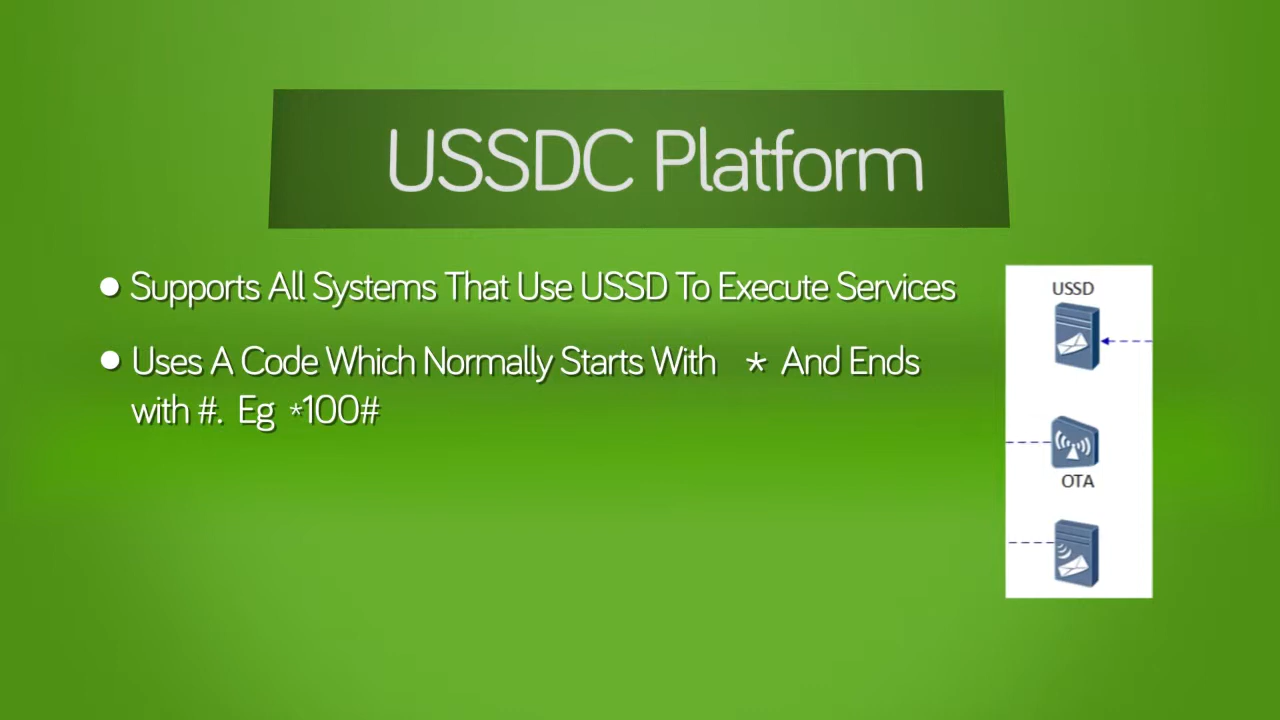 USSDC Platform
Supports All Systems That Use USSD To Execute Services
Uses A Code Which Normally Starts With * And Ends
with #. Eg *100#
USSD
OTA